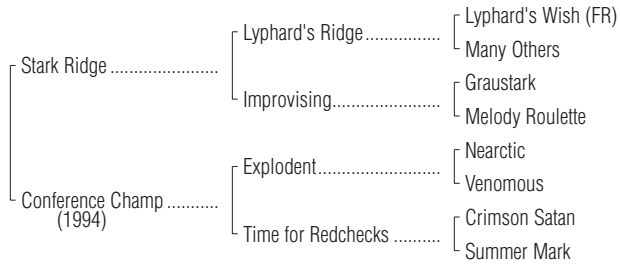 Lyphard's Wish (FR)
Lyphard's Ridge................
Many Others
Stark Ridge .......................
Graustark
Improvising.......................
Melody Roulette
Nearctic
Explodent..........................
Venomous
Conference Champ ...........
(1994)
Crimson Satan
Time for Redchecks ..........
Summer Mark